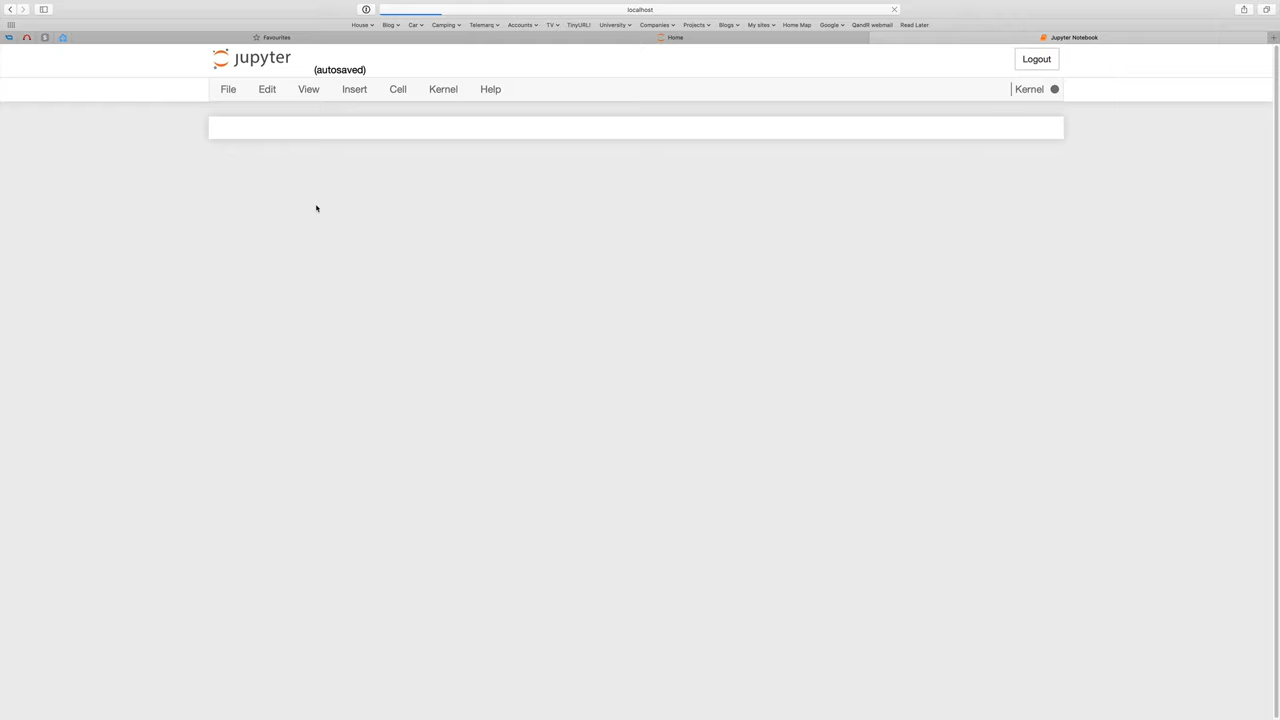 localhost
House Blog Car Camping Telemarq Accounts TV TinyURL! University Companies Projects Blogs My sites Home Map Google QandR webmail Read Later
Favourites Home Jupyter Notebook
jupyter (autosaved) Logout
File Edit View Insert Cell Kernel Help Kernel